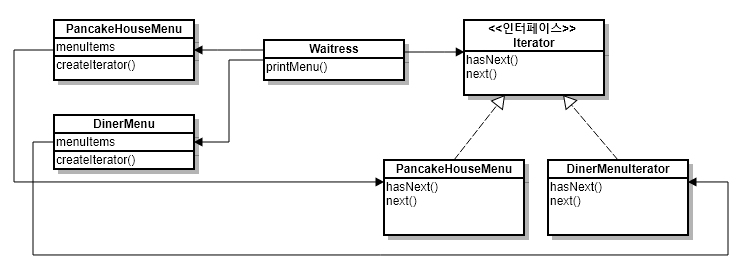 PancakeHouseMenu
menuItems
createIterator()
Waitress
printMenu()
<<인터페이스>>
Iterator
hasNext()
next()
DinerMenu
menuItems
createIterator()
PancakeHouseMenu
hasNext()
next()
DinerMenuIterator
hasNext()
next()